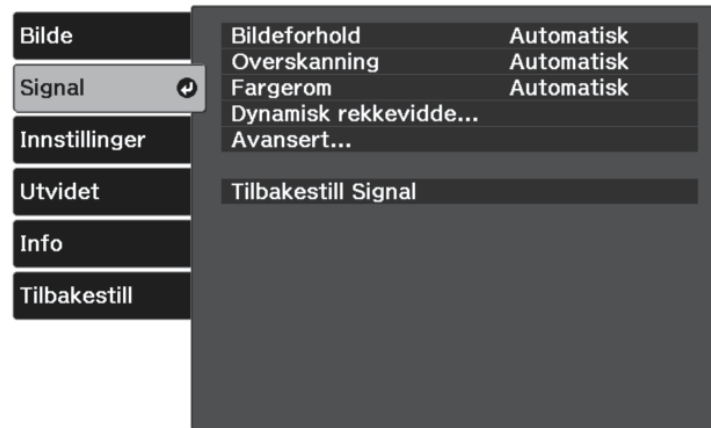 Bilde
Signal
Innstillinger
Utvidet
Info
Tilbakestill
Bildeforhold Automatisk
Overskanning Automatisk
Fargerom Automatisk
Dynamisk rekkevidde...
Avansert...
Tilbakestill Signal